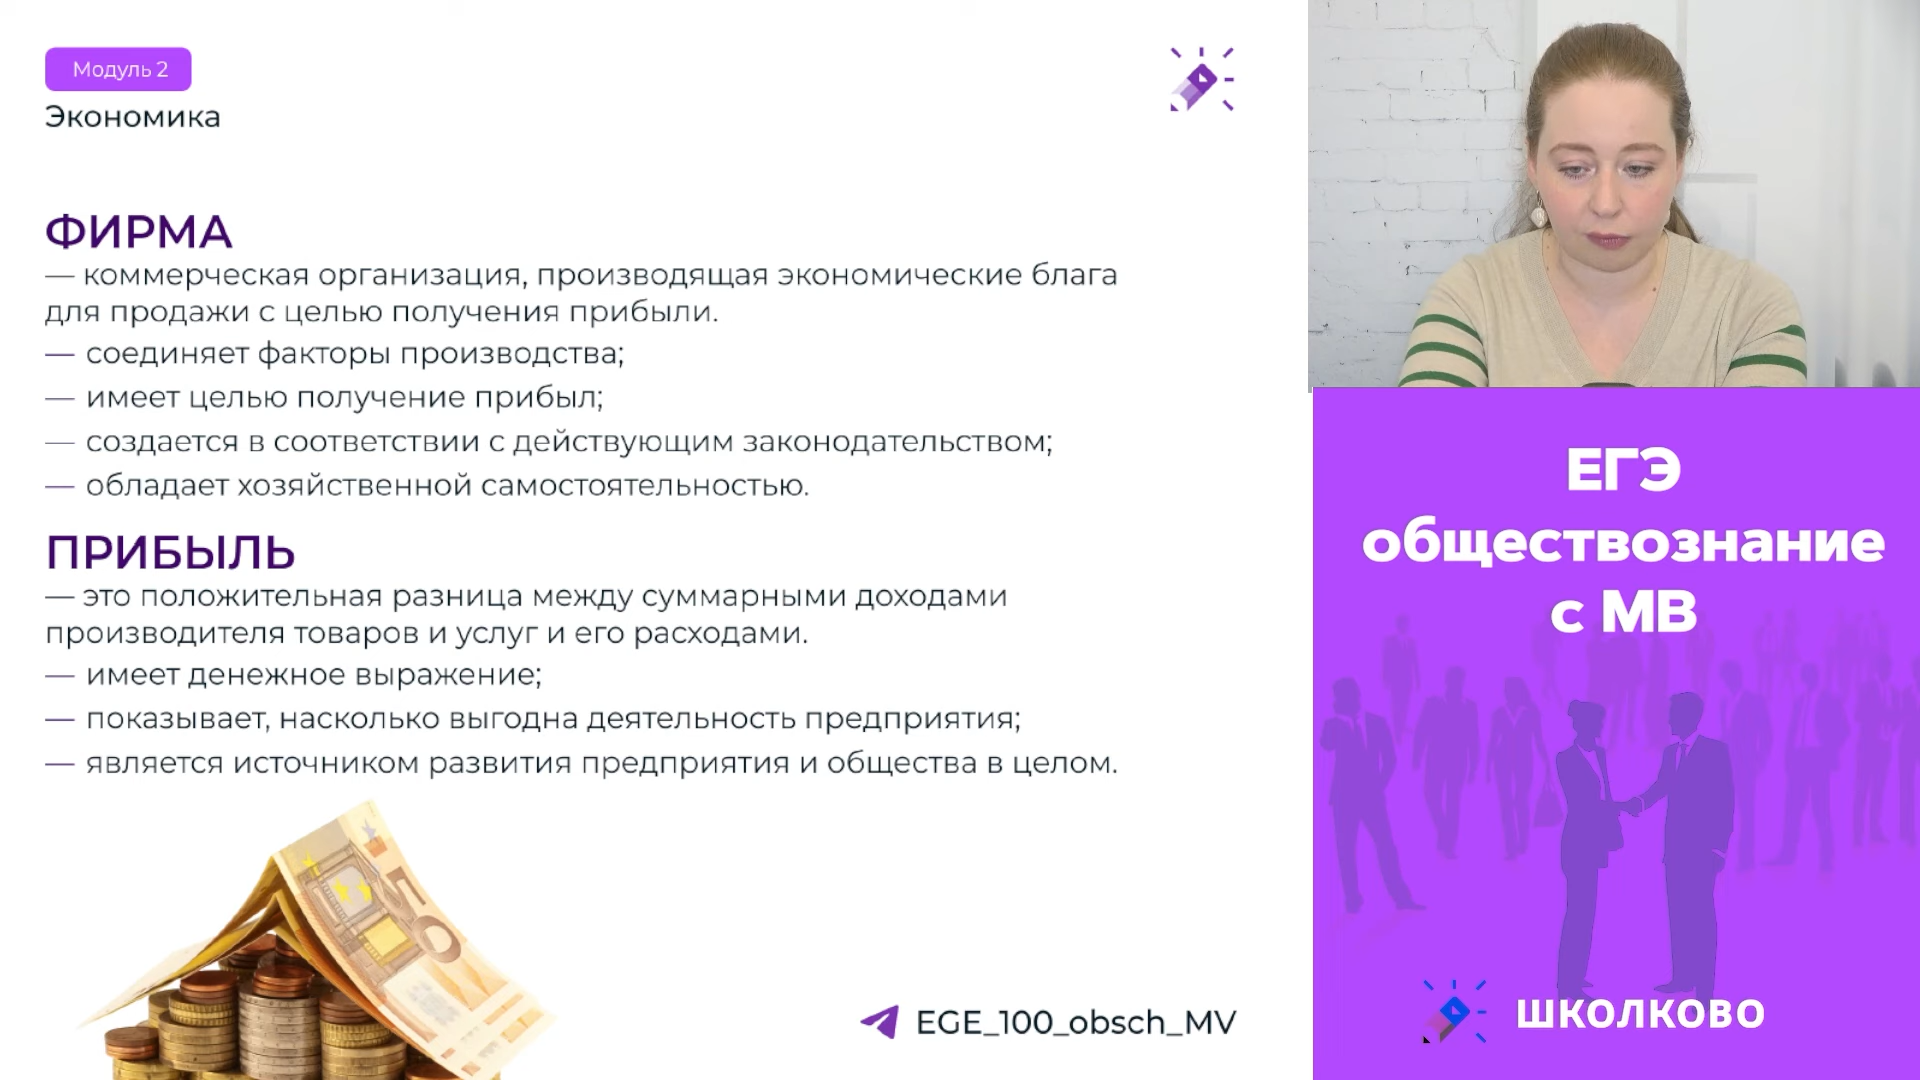 Модуль 2
Экономика
ФИРМА
— коммерческая организация, производящая экономические блага
для продажи с целью получения прибыли.
— соединяет факторы производства;
— имеет целью получение прибыл;
— создается в соответствии с действующим законодательством;
— обладает хозяйственной самостоятельностью.
ПРИБЫЛЬ
— это положительная разница между суммарными доходами
производителя товаров и услуг и его расходами.
— имеет денежное выражение;
— показывает, насколько выгодна деятельность предприятия;
— является источником развития предприятия и общества в целом.
50
EGE_100_obsch_MV
ЕГЭ
обществознание
с МВ
ШКОЛКОВО